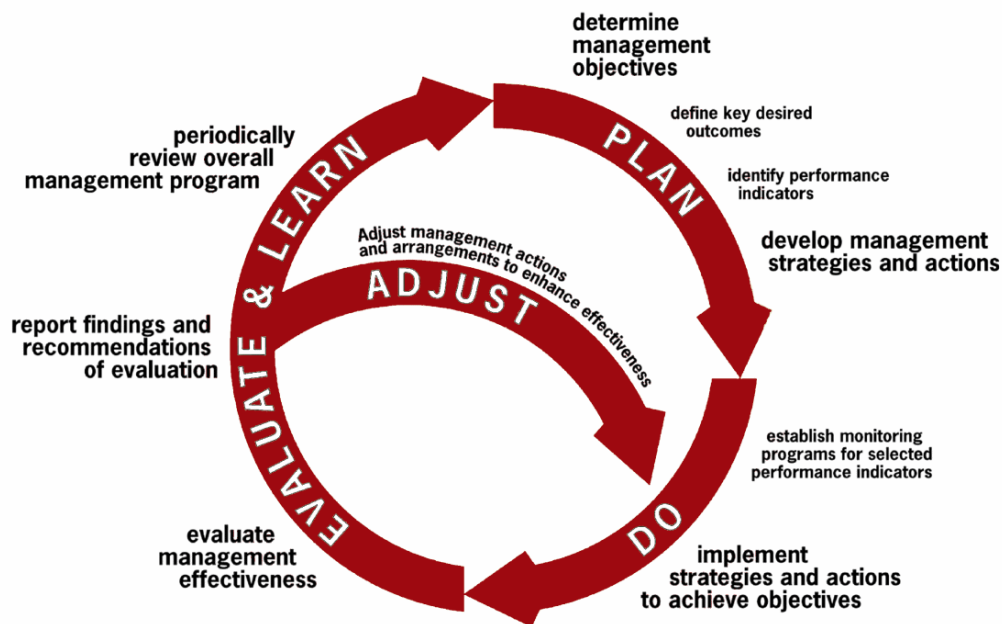 determine
management
objectives
define key desired
outcomes
PLAN
identify performance
indicators
develop management
strategies and actions
establish monitoring
programs for selected
performance indicators
DO
implement
strategies and actions
to achieve objectives
evaluate
management
effectiveness
EVALUATE & LEARN
report findings and
recommendations
of evaluation
periodically
review overall
management program
Adjust management actions
and arrangements to enhance effectiveness
ADJUST